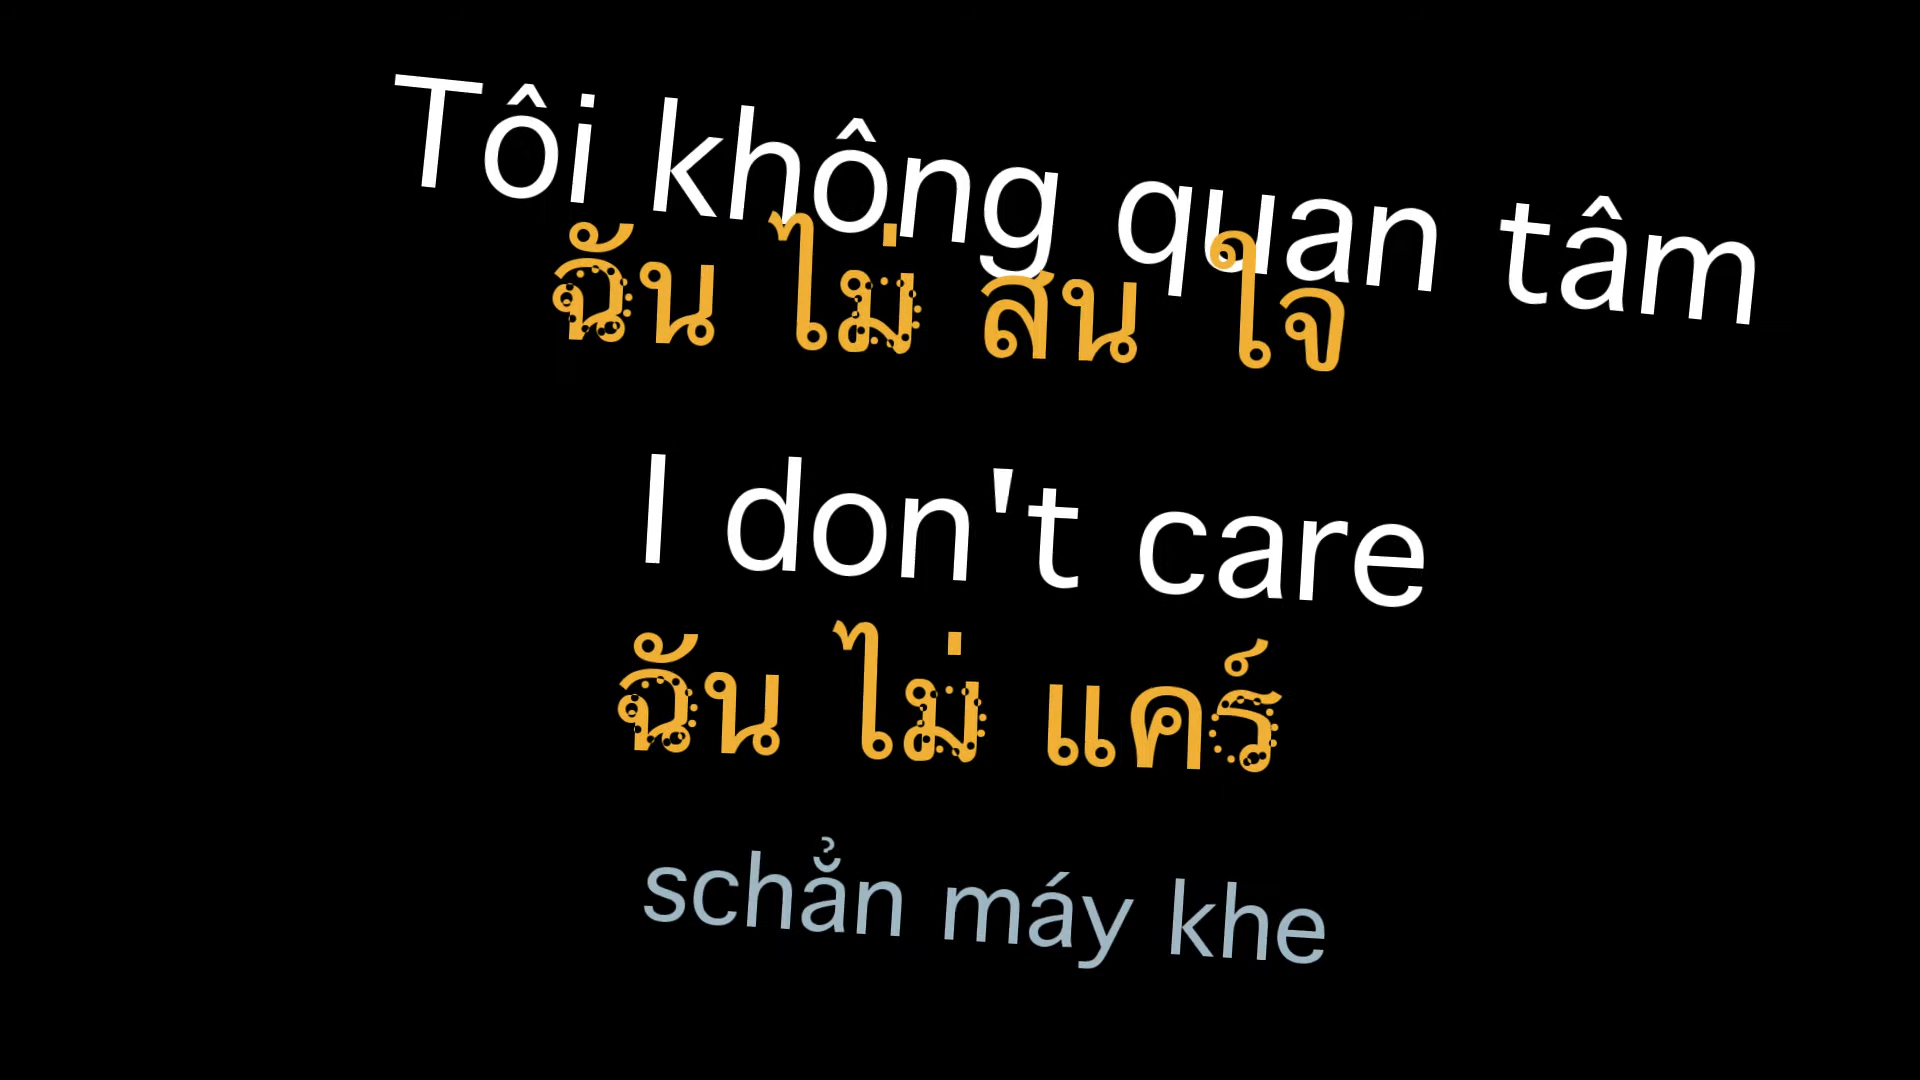 Tôi không quan tâm
ฉัน ไม่ สน ใจ
I don't care
ฉัน ไม่ แคร์
schẳn máy khe